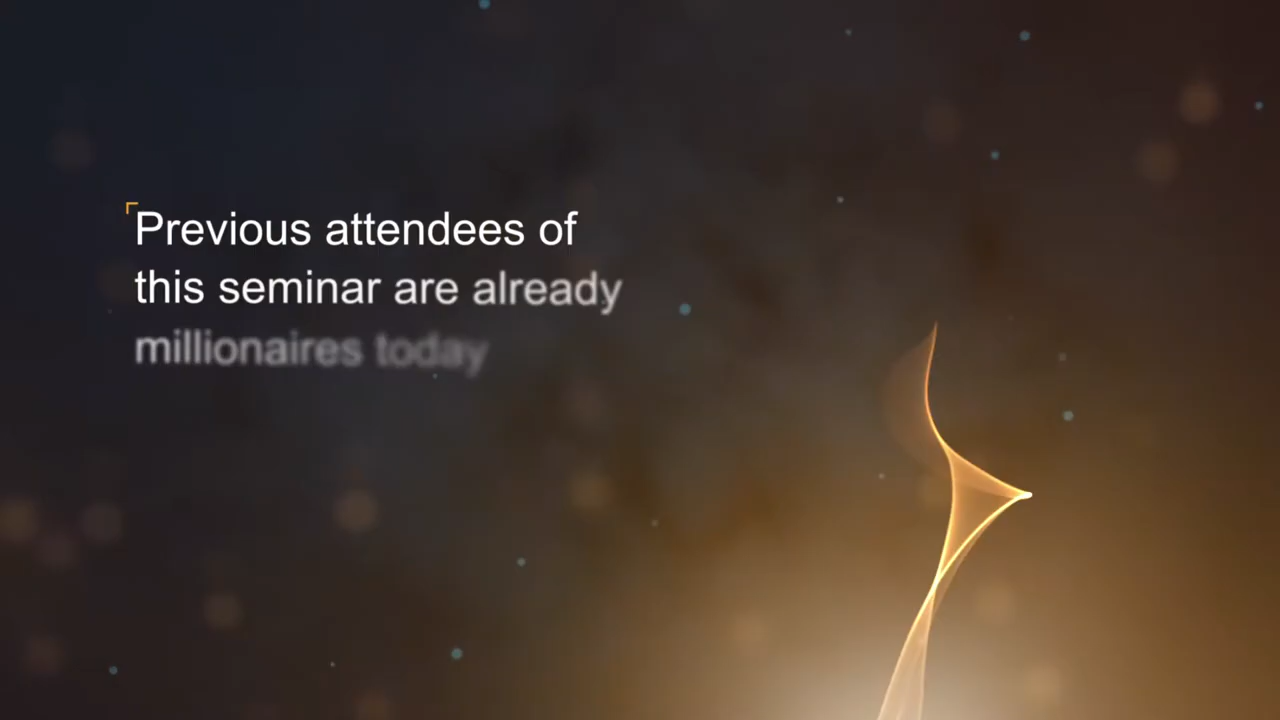 Previous attendees of
this seminar are already
millionaires today